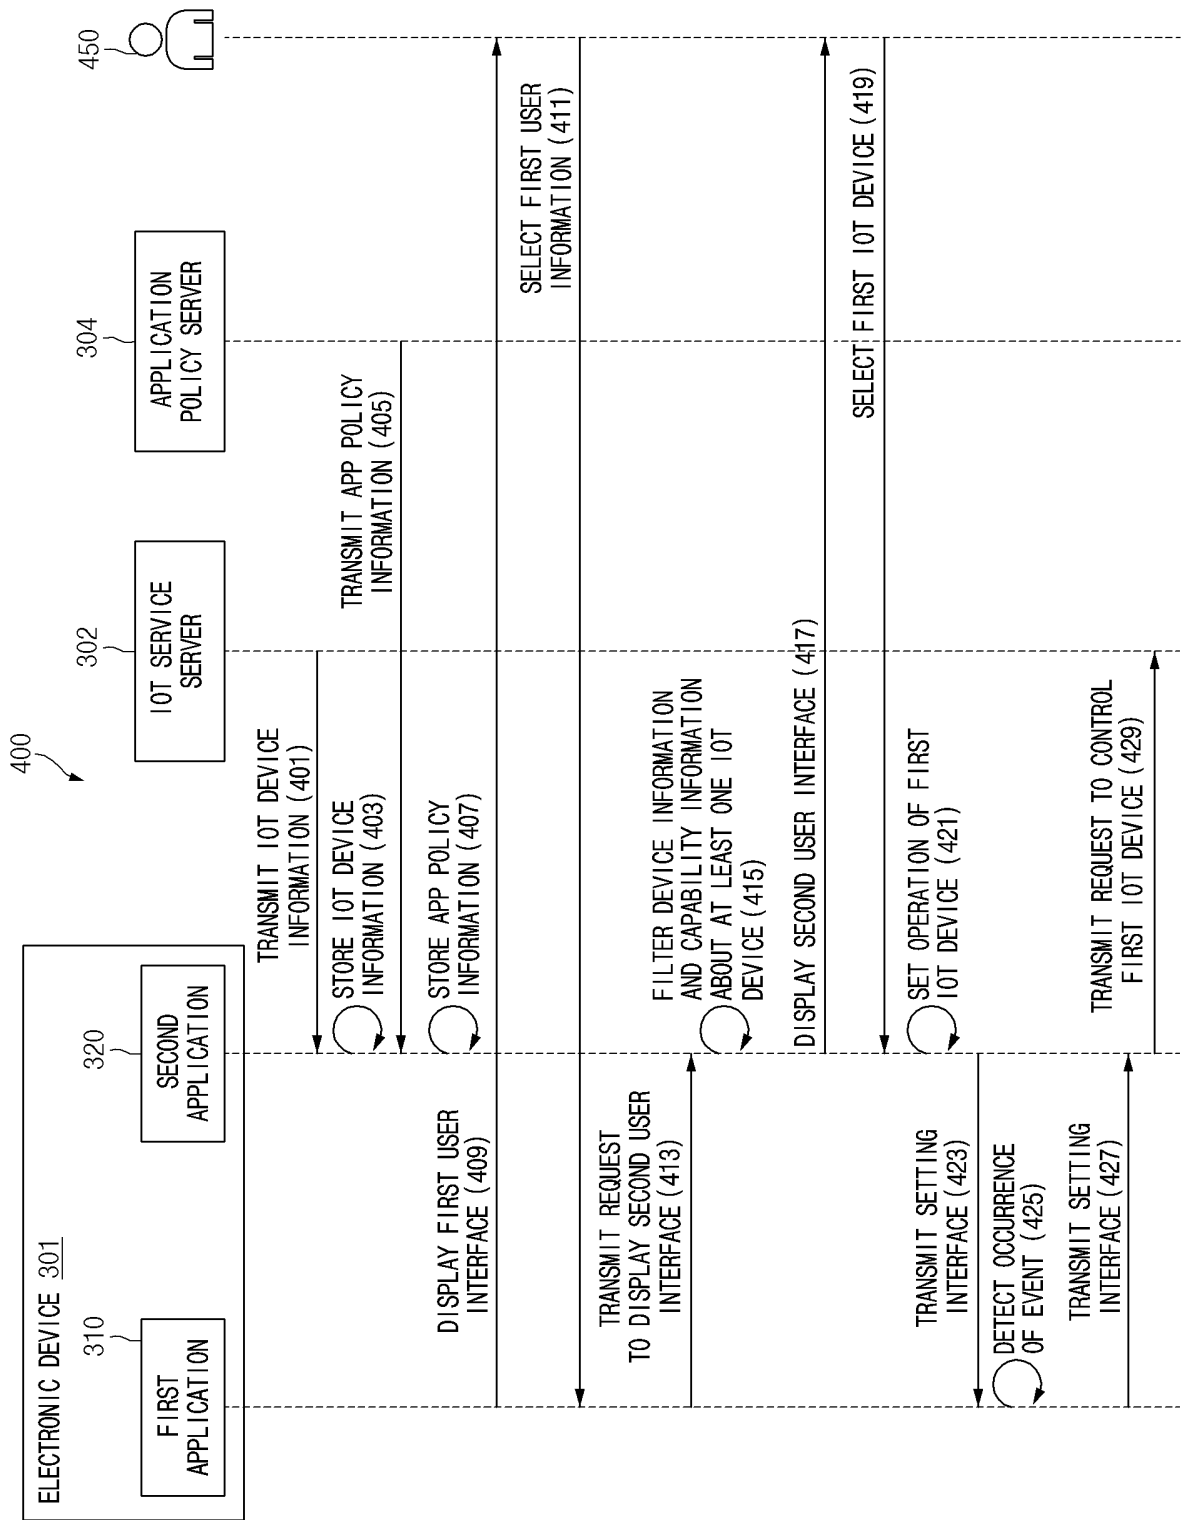 400
ELECTRONIC DEVICE 301
310
FIRST
APPLICATION
320
SECOND
APPLICATION
302
IOT SERVICE
SERVER
304
APPLICATION
POLICY SERVER
450
TRANSMIT IOT DEVICE
INFORMATION (401)
STORE IOT DEVICE
INFORMATION (403)
TRANSMIT APP POLICY
INFORMATION (405)
STORE APP POLICY
INFORMATION (407)
DISPLAY FIRST USER
INTERFACE (409)
SELECT FIRST USER
INFORMATION (411)
TRANSMIT REQUEST
TO DISPLAY SECOND USER
INTERFACE (413)
FILTER DEVICE INFORMATION
AND CAPABILITY INFORMATION
ABOUT AT LEAST ONE IOT
DEVICE (415)
DISPLAY SECOND USER INTERFACE (417)
SELECT FIRST IOT DEVICE (419)
SET OPERATION OF FIRST
IOT DEVICE (421)
TRANSMIT SETTING
INTERFACE (423)
DETECT OCCURRENCE
OF EVENT (425)
TRANSMIT SETTING
INTERFACE (427)
TRANSMIT REQUEST TO CONTROL
FIRST IOT DEVICE (429)